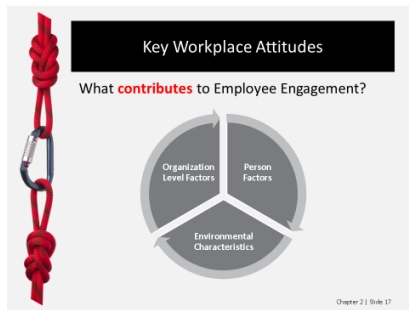 Key Workplace Attitudes
What contributes to Employee Engagement?
Organization
Level Factors
Person
Factors
Environmental
Characteristics
Chapter 2 | Slide 17